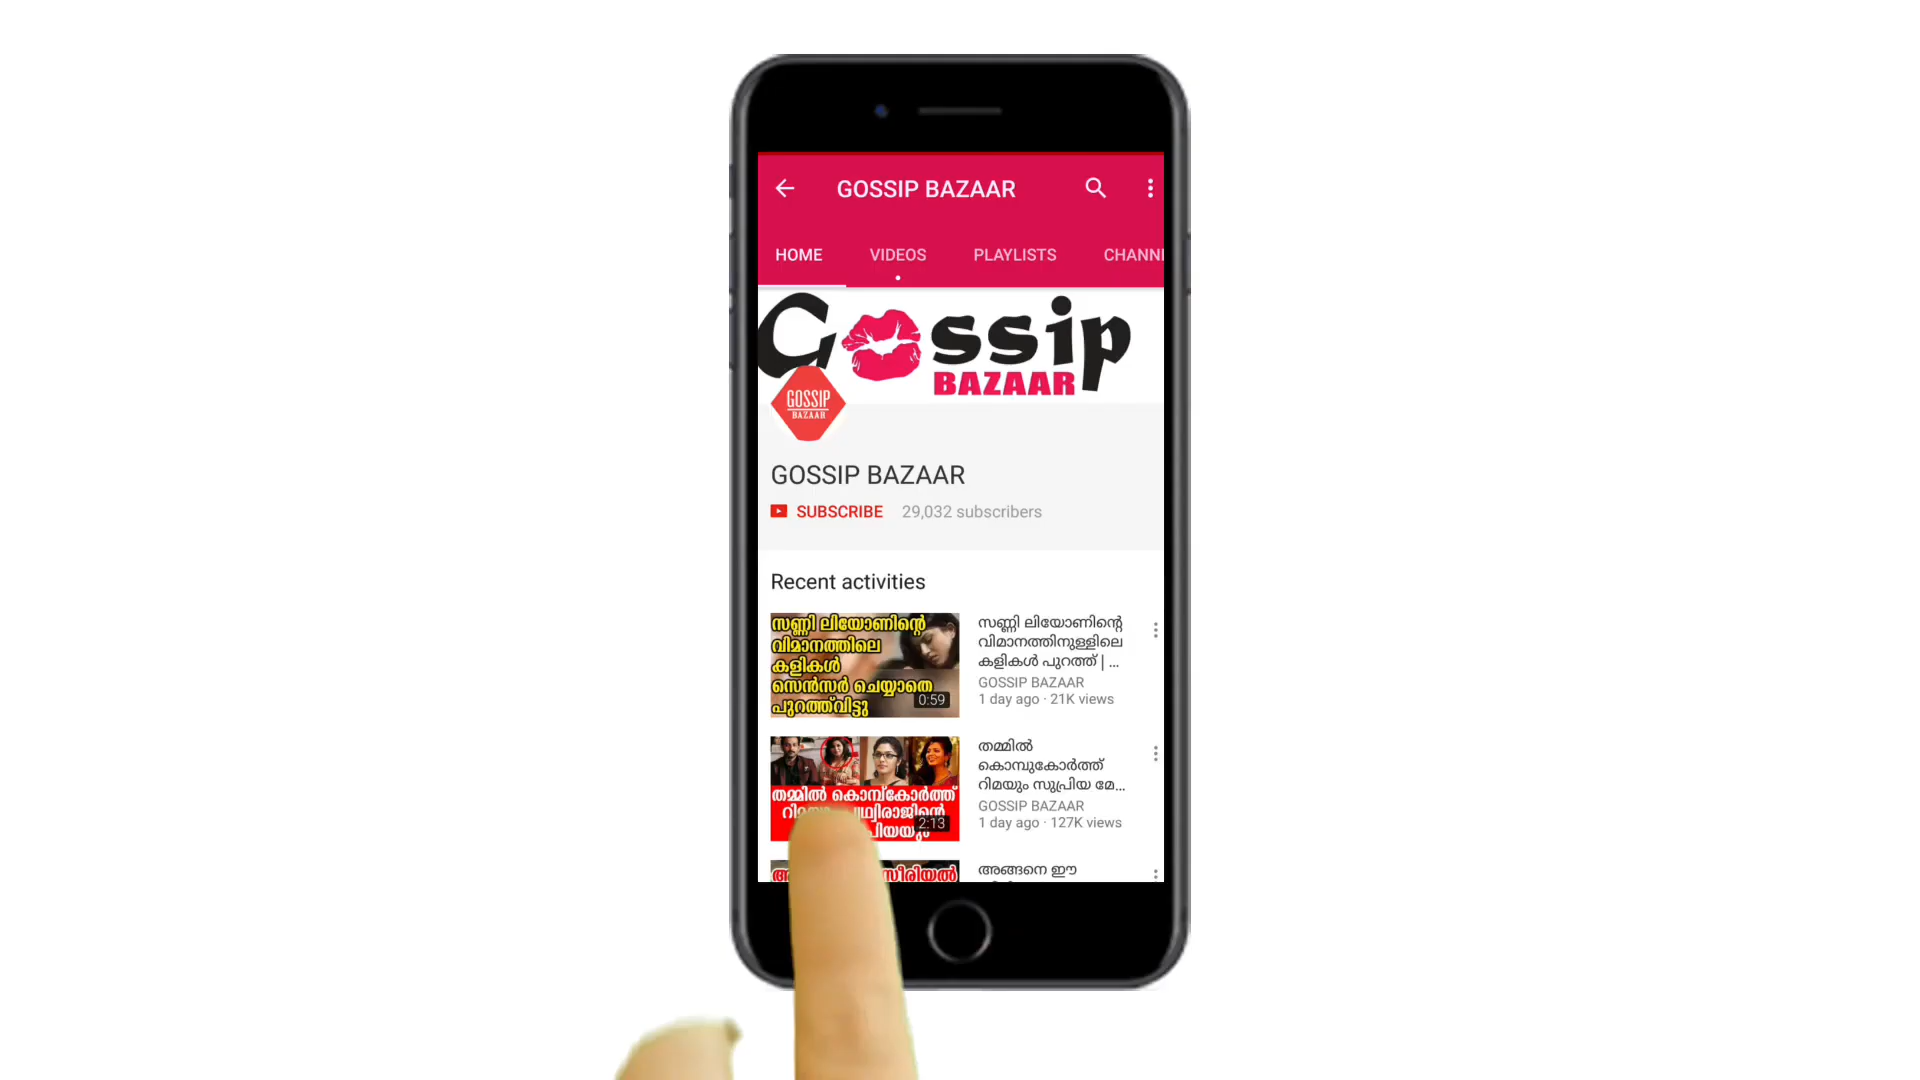 GOSSIP BAZAAR
HOME VIDEOS PLAYLISTS CHANN
Gossip
BAZAAR
GOSSIP
BAZAAR
GOSSIP BAZAAR
SUBSCRIBE 29,032 subscribers
Recent activities
സണ്ണി ലിയോണിന്റെ
വിമാനത്തിലെ
കളികൾ
സെൻസർ ചെയ്യാതെ
പുറത്ത്‌വിട്ടു
0:59
സണ്ണി ലിയോണിന്റെ
വിമാനത്തിനുള്ളിലെ
കളികൾ പുറത്ത് | ...
GOSSIP BAZAAR
1 day ago · 21K views
തമ്മിൽ കൊമ്പ്കോർത്ത്
2:13
തമ്മിൽ
കൊമ്പുകോർത്ത്
റിമയും സുപ്രിയ മേ...
GOSSIP BAZAAR
1 day ago · 127K views
സീരിയൽ
അങ്ങനെ ഈ